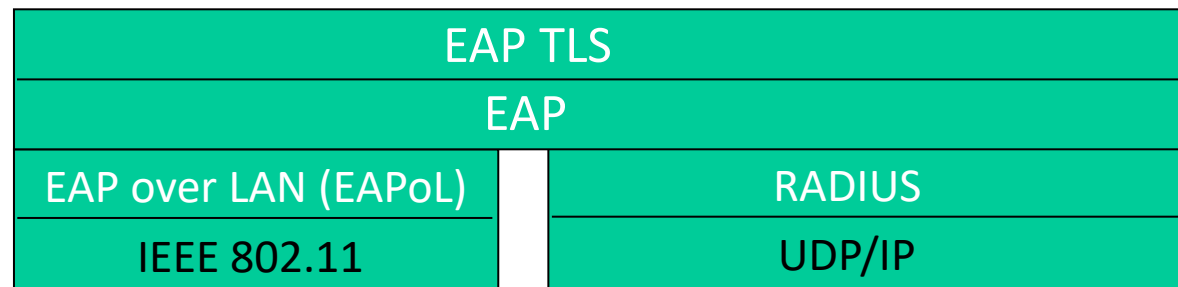 EAP TLS
EAP
EAP over LAN (EAPoL)
RADIUS
IEEE 802.11
UDP/IP